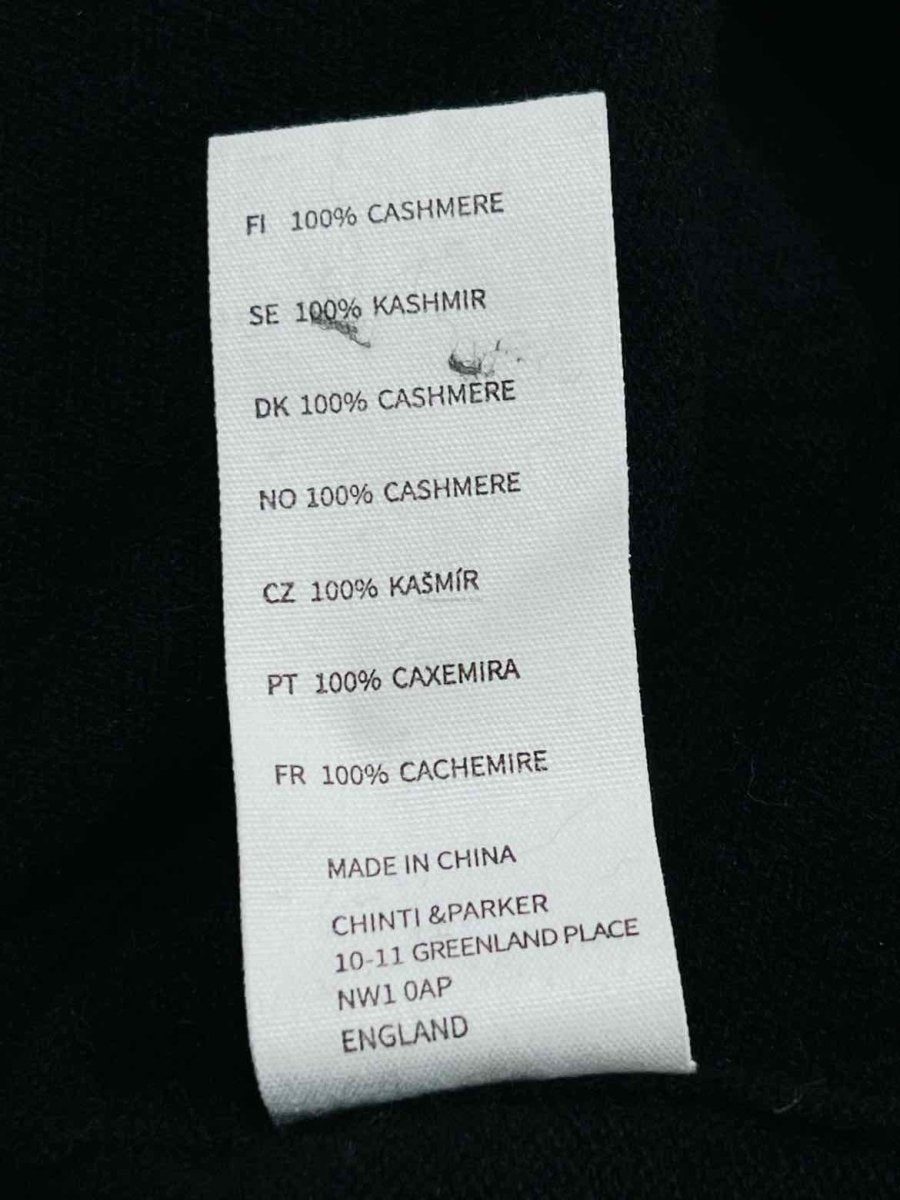 FI 100% CASHMERE
SE 100% KASHMIR
DK 100% CASHMERE
NO 100% CASHMERE
CZ 100% KAŠMÍR
PT 100% CAXEMIRA
FR 100% CACHEMIRE
MADE IN CHINA
CHINTI &PARKER
10-11 GREENLAND PLACE
NW1 0AP
ENGLAND